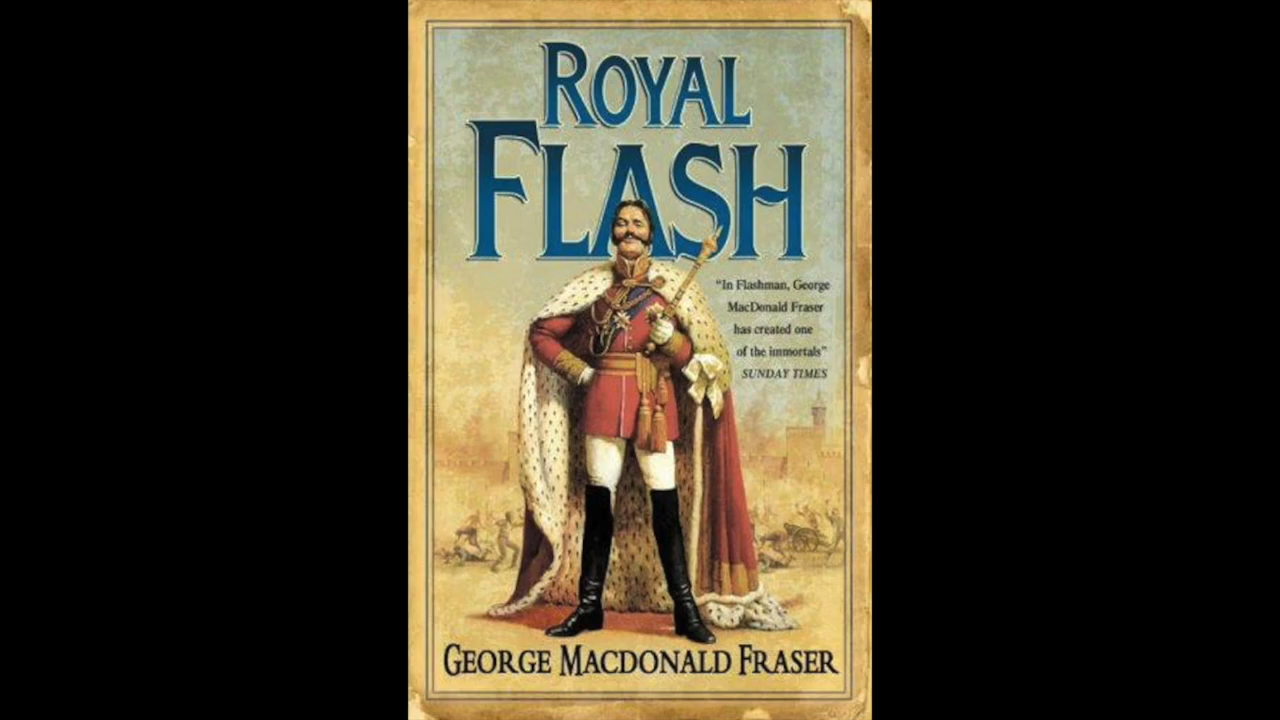 ROYAL
FLASH
“In Flashman, George
MacDonald Fraser
has created one
of the immortals”
SUNDAY TIMES
GEORGE MACDONALD FRASER